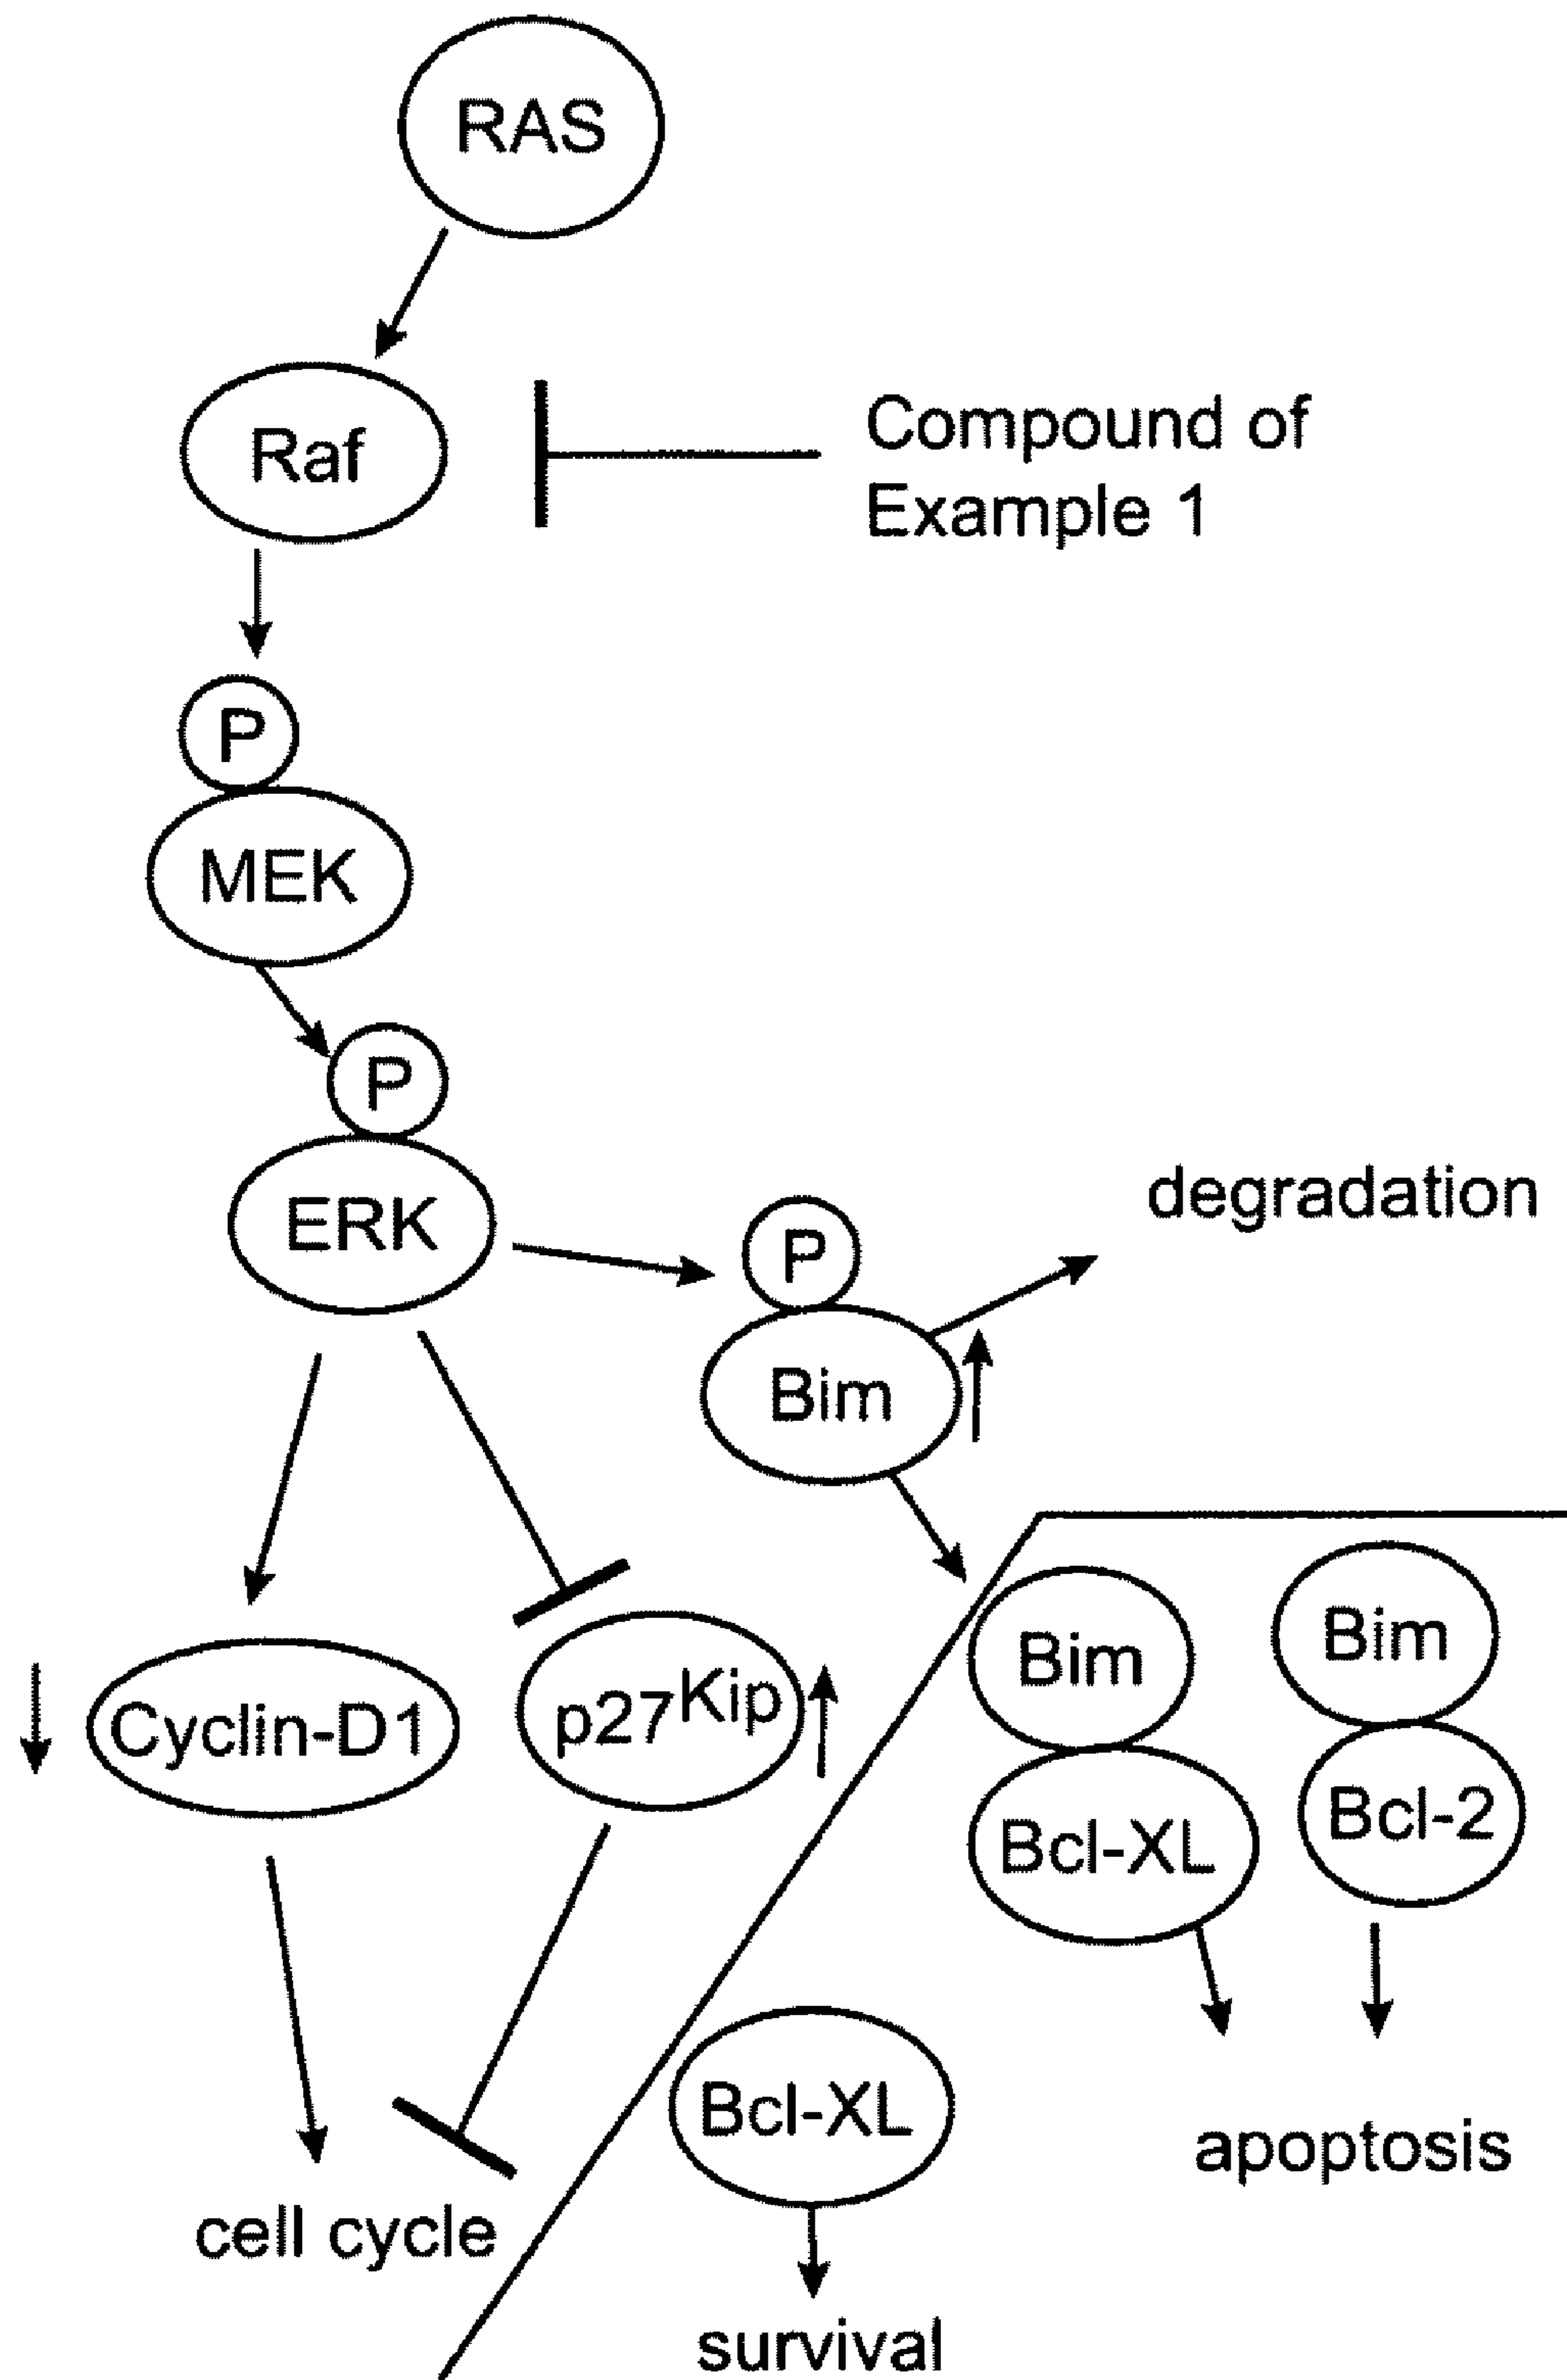 RAS
Raf
Compound of
Example 1
P
MEK
P
ERK
degradation
P
Bim
Bim
Bim
Cyclin-D1
p27Kip
Bcl-XL
Bcl-2
Bcl-XL
apoptosis
cell cycle
survival